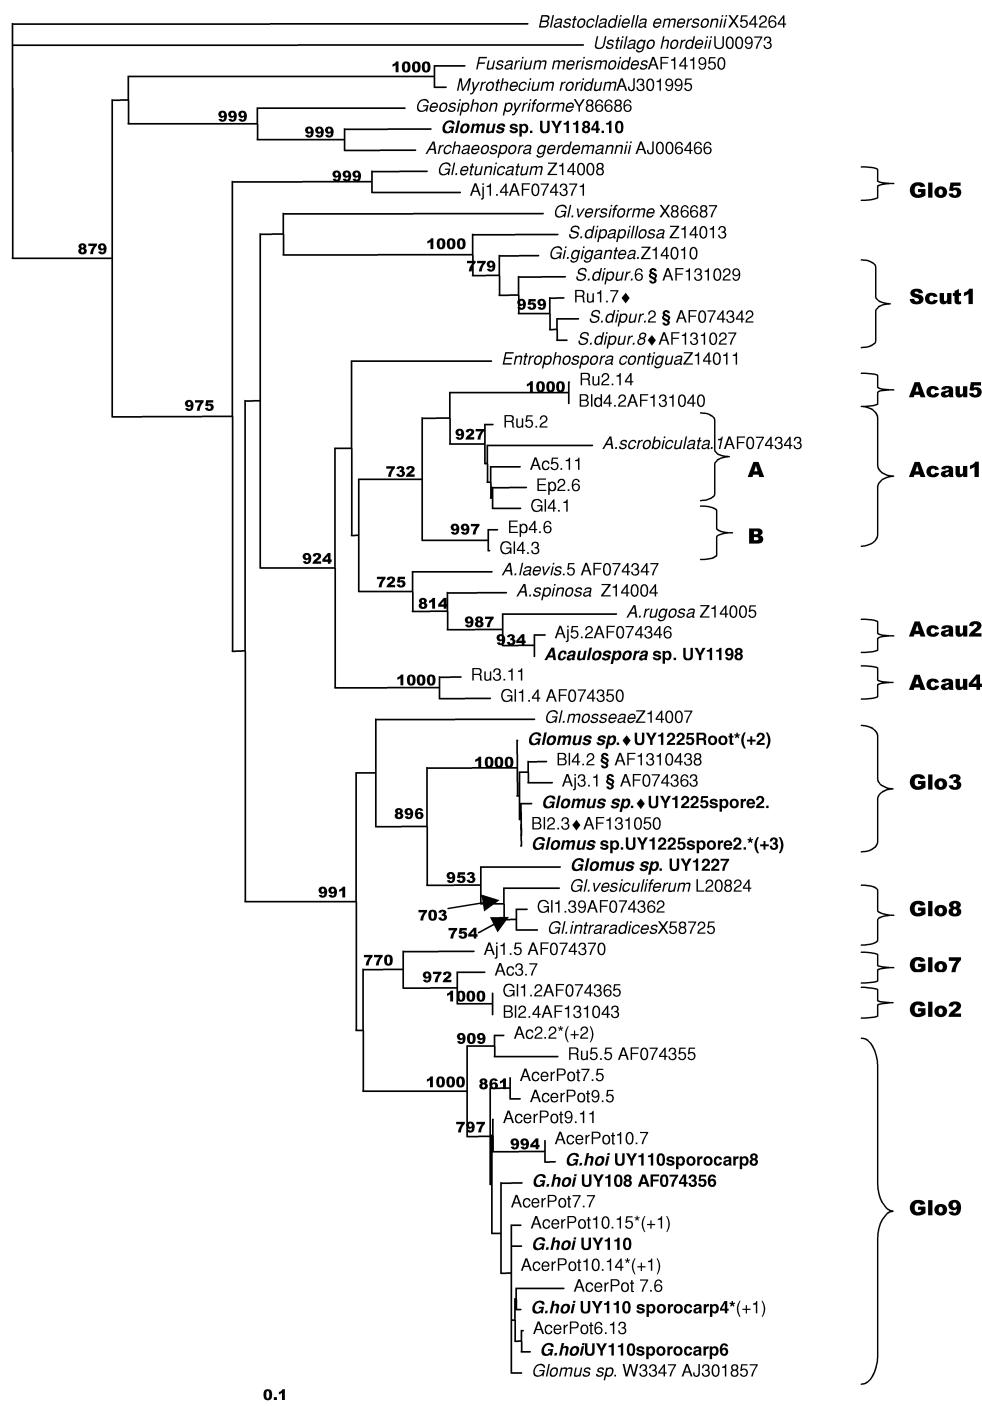 Blastocladiella emersonii X54264
Ustilago hordeii U00973
Fusarium merismoides AF141950
1000
Myrothecium roridum AJ301995
Geosiphon pyriforme Y86686
999
Glomus sp. UY1184.10
999
Archaeospora gerdemannii AJ006466
Gl.etunicatum Z14008
999
Aj1.4AF074371
Glo5
Gl.versiforme X86687
S.dipapillosa Z14013
1000
879
Gi.gigantea.Z14010
779
S.dipur.6 § AF131029
Ru1.7♦
Scut1
959
S.dipur.2 § AF074342
S.dipur.8♦AF131027
Entrophospora contigua Z14011
Ru2.14
1000
Acau5
Bld4.2AF131040
975
Ru5.2
927
A.scrobiculata.1AF074343
Ac5.11
A
Acau1
732
Ep2.6
Gl4.1
Ep4.6
997
B
Gl4.3
924
A.laevis.5 AF074347
725
A.spinosa Z14004
814
A.rugosa Z14005
987
Aj5.2AF074346
Acau2
934
Acaulospora sp. UY1198
Ru3.11
1000
Acau4
Gl1.4 AF074350
Gl.mosseae Z14007
Glomus sp.♦UY1225Root*(+2)
1000
Bl4.2 § AF1310438
Aj3.1 § AF074363
Glo3
Glomus sp.♦UY1225spore2.
896
Bl2.3♦AF131050
Glomus sp.UY1225spore2.*(+3)
Glomus sp. UY1227
953
991
Gl.vesiculiferum L20824
703
Gl1.39AF074362
Glo8
754
Gl.intraradices X58725
Aj1.5 AF074370
770
Ac3.7
Glo7
972
Gl1.2AF074365
1000
Glo2
Bl2.4AF131043
Ac2.2*(+2)
909
Ru5.5 AF074355
AcerPot7.5
1000
861
AcerPot9.5
AcerPot9.11
797
AcerPot10.7
994
G.hoi UY110sporocarp8
G.hoi UY108 AF074356
AcerPot7.7
Glo9
AcerPot10.15*(+1)
G.hoi UY110
AcerPot10.14*(+1)
AcerPot 7.6
G.hoi UY110 sporocarp4*(+1)
AcerPot6.13
G.hoiUY110sporocarp6
Glomus sp. W3347 AJ301857
0.1